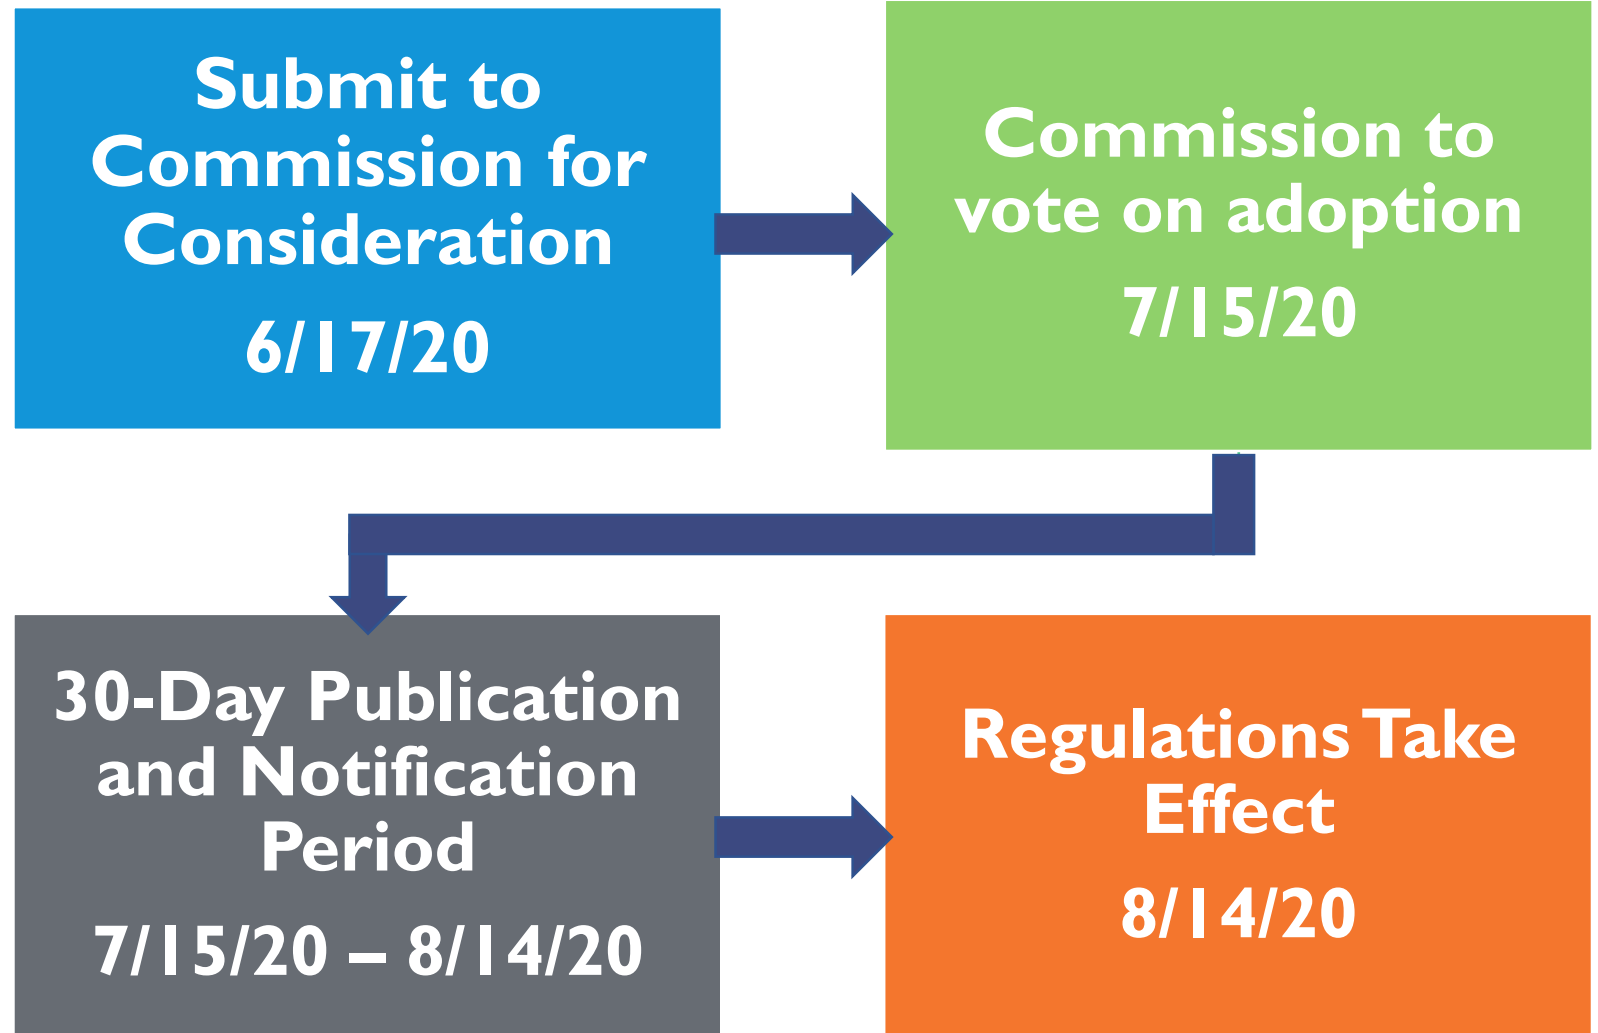 Submit to
Commission for
Consideration
6/17/20
Commission to
vote on adoption
7/15/20
30-Day Publication
and Notification
Period
7/15/20 – 8/14/20
Regulations Take
Effect
8/14/20